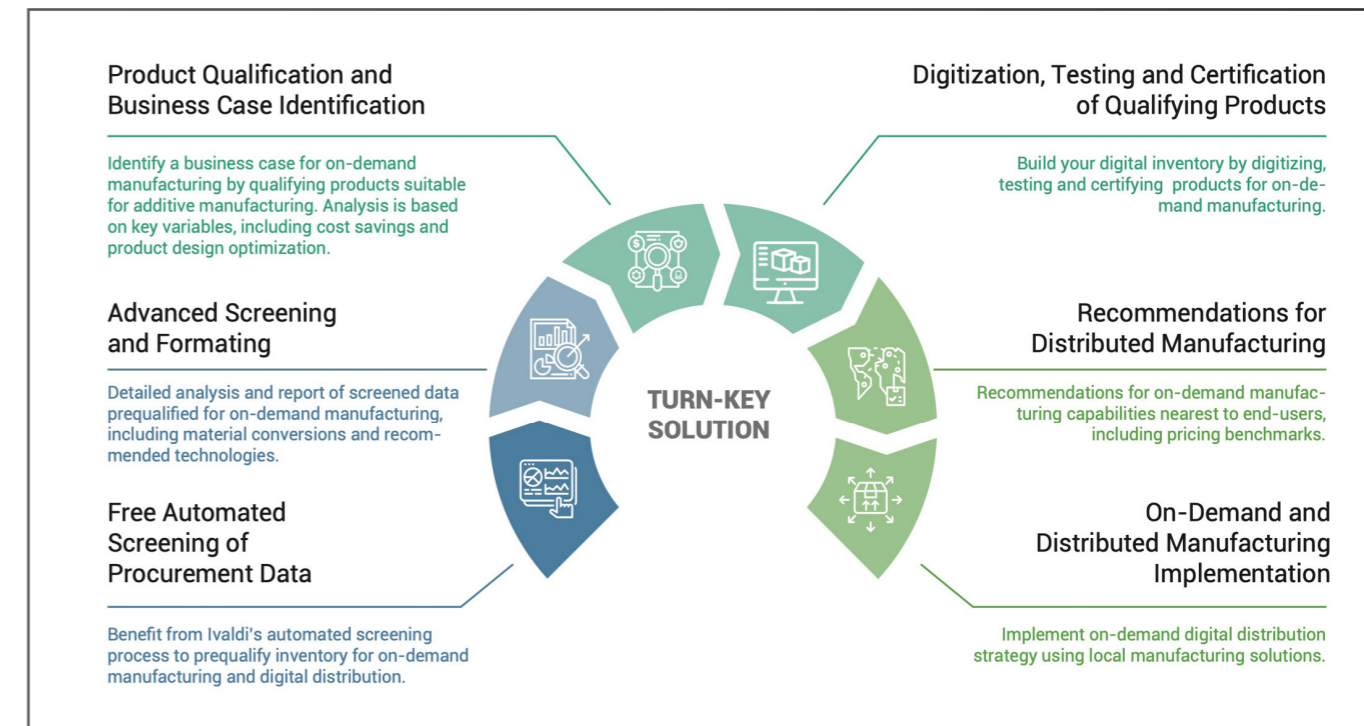 Product Qualification and
Business Case Identification
Identify a business case for on-demand
manufacturing by qualifying products suitable
for additive manufacturing. Analysis is based
on key variables, including cost savings and
product design optimization.
Advanced Screening
and Formating
Detailed analysis and report of screened data
prequalified for on-demand manufacturing,
including material conversions and recom-
mended technologies.
Free Automated
Screening of
Procurement Data
Benefit from Ivaldi's automated screening
process to prequalify inventory for on-demand
manufacturing and digital distribution.
TURN-KEY
SOLUTION
Digitization, Testing and Certification
of Qualifying Products
Build your digital inventory by digitizing,
testing and certifying products for on-de-
mand manufacturing.
Recommendations for
Distributed Manufacturing
Recommendations for on-demand manufac-
turing capabilities nearest to end-users,
including pricing benchmarks.
On-Demand and
Distributed Manufacturing
Implementation
Implement on-demand digital distribution
strategy using local manufacturing solutions.